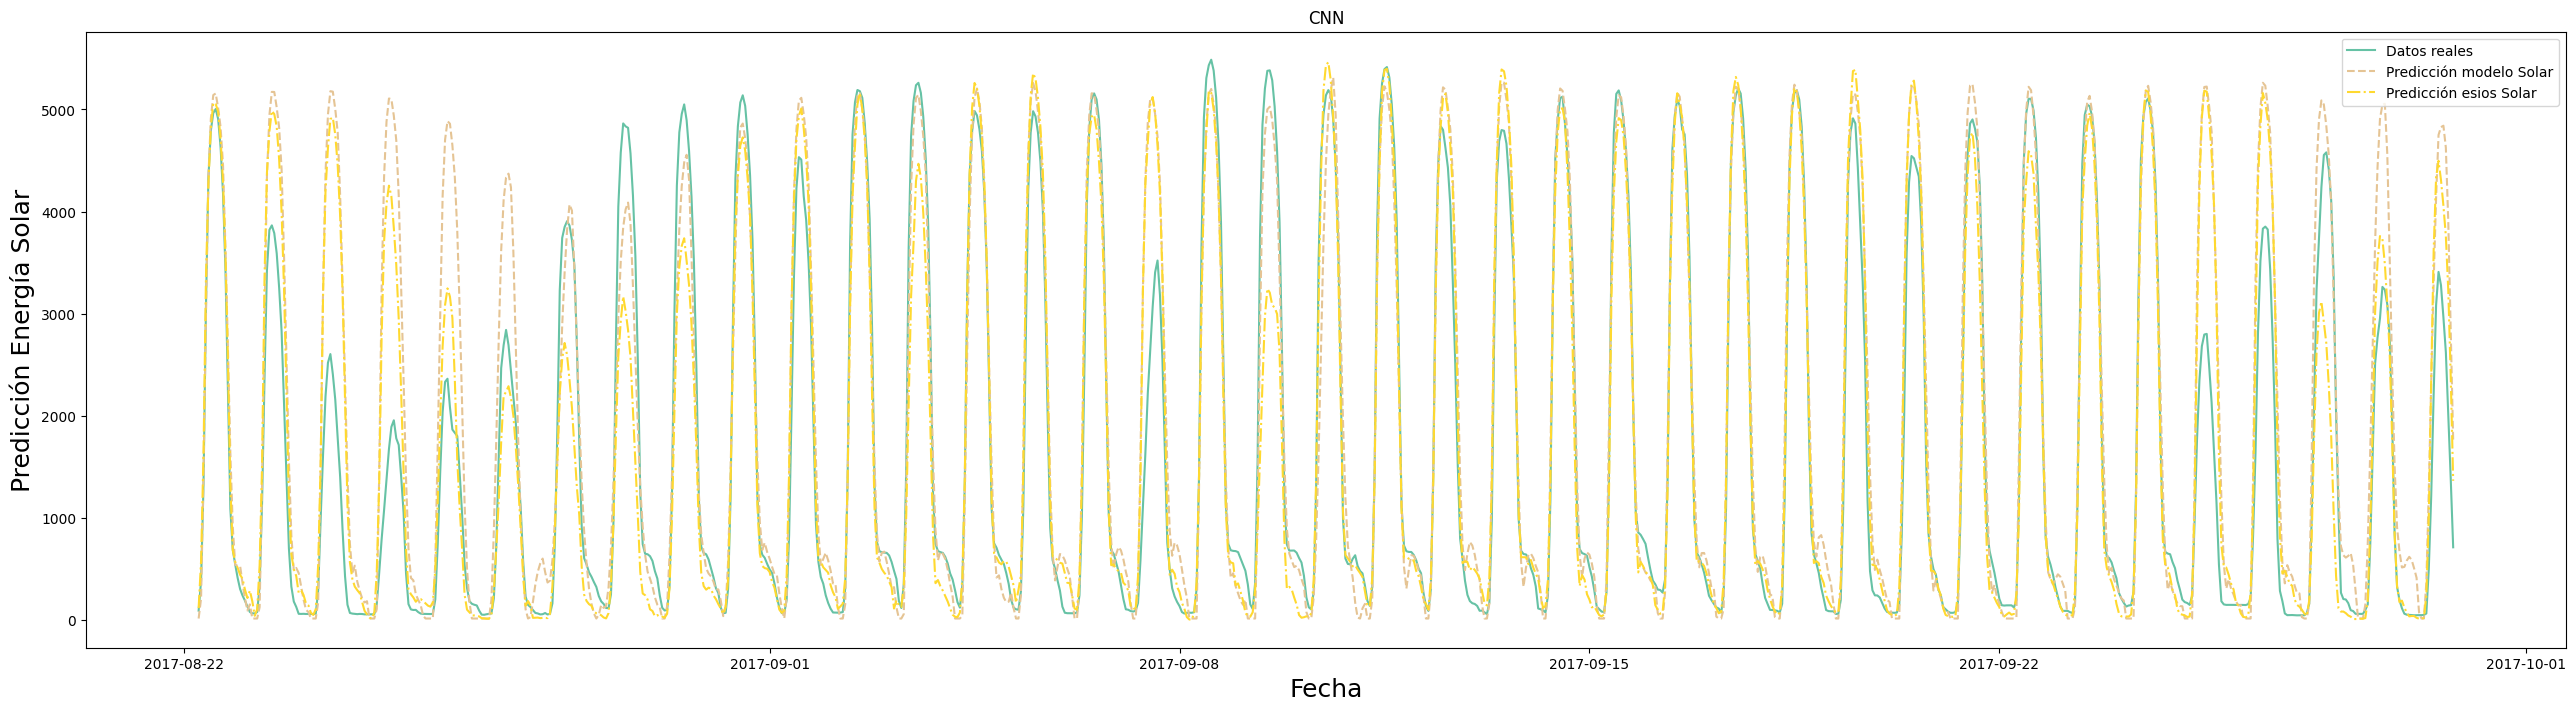 CNN
Datos reales
Predicción modelo Solar
Predicción esios Solar
Predicción Energía Solar
5000
4000
3000
2000
1000
0
2017-08-22
2017-09-01
2017-09-08
2017-09-15
2017-09-22
2017-10-01
Fecha